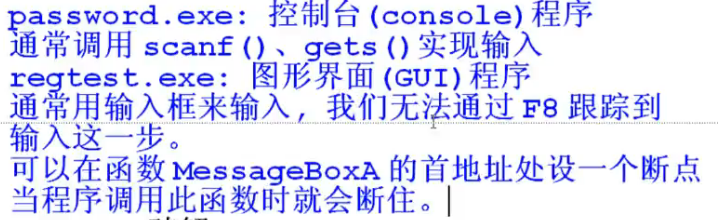 password.exe: 控制台(console)程序
通常调用 scanf()、gets()实现输入
regtest.exe: 图形界面(GUI)程序
通常用输入框来输入, 我们无法通过 F8 跟踪到
输入这一步。
可以在函数 MessageBoxA 的首地址处设一个断点
当程序调用此函数时就会断住。